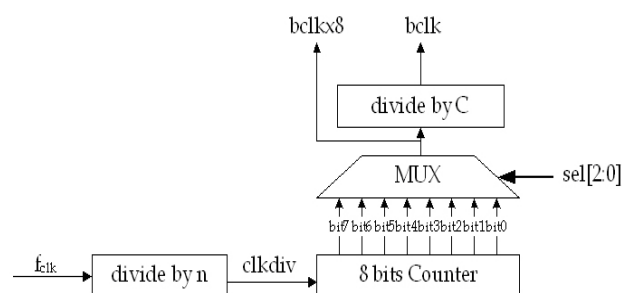 bclkx8 bclk
divide by C
MUX
sel[2:0]
bit7 bit6 bit5 bit4 bit3 bit2 bit1 bit0
fclk
divide by n
clkdiv
8 bits Counter